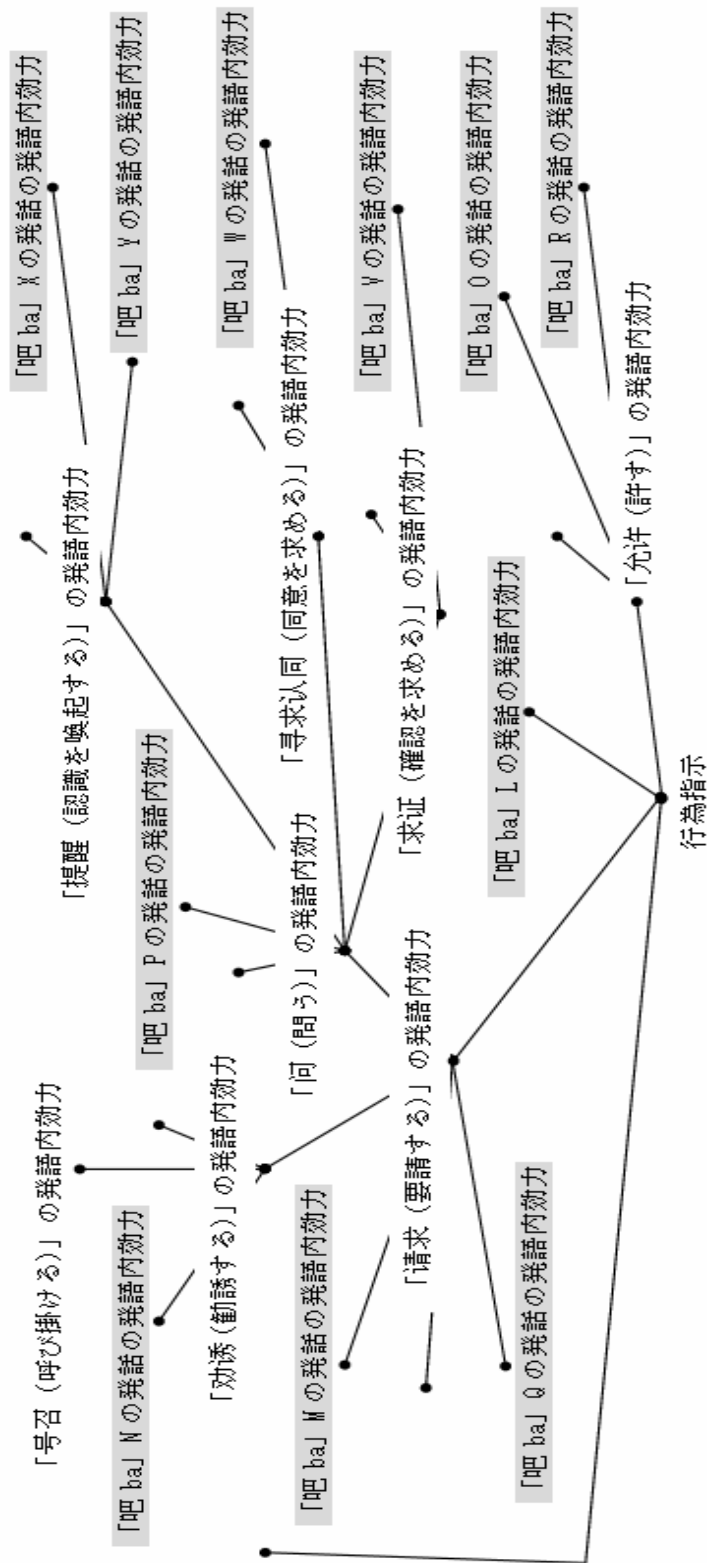 「吧 ba」X の発話の発語内効力
「吧 ba」Y の発話の発語内効力
「吧 ba」W の発話の発語内効力
「吧 ba」V の発話の発語内効力
「吧 ba」O の発話の発語内効力
「吧 ba」R の発話の発語内効力
「提醒（認識を喚起する）」の発語内効力
「寻求认同（同意を求める）」の発語内効力
「求证（確認を求める）」の発語内効力
「允许（許す）」の発語内効力
「吧 ba」P の発話の発語内効力
「问（問う）」の発語内効力
「吧 ba」L の発話の発語内効力
「号召（呼び掛ける）」の発語内効力
「劝诱（勧誘する）」の発語内効力
「请求（要請する）」の発語内効力
行為指示
「吧 ba」N の発話の発語内効力
「吧 ba」M の発話の発語内効力
「吧 ba」Q の発話の発語内効力